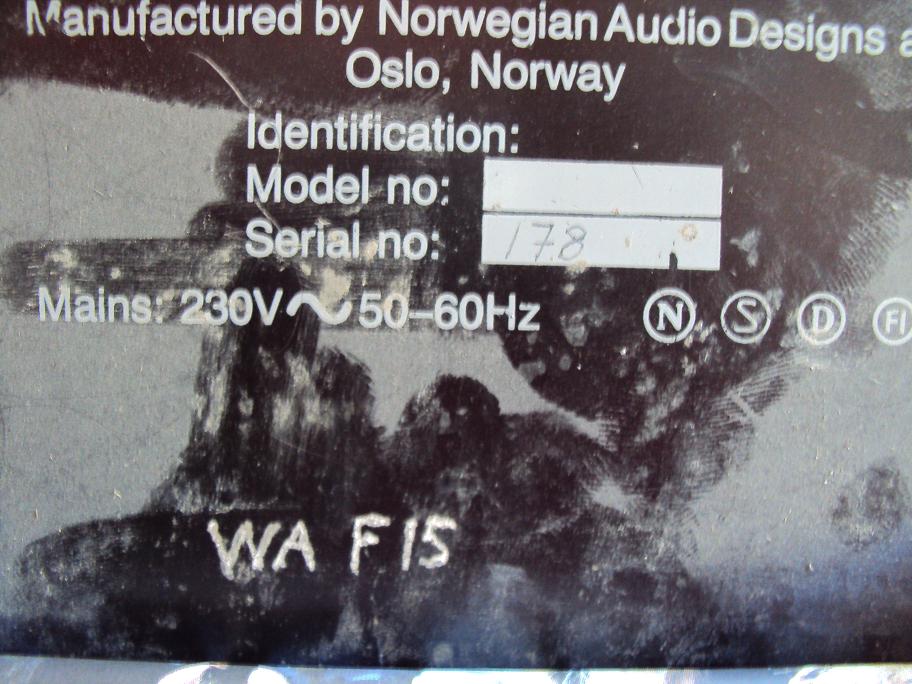 Manufactured by Norwegian Audio Designs a
Oslo, Norway
Identification:
Model no:
Serial no: 178
Mains: 230V~50–60Hz N S D FI
WA F15